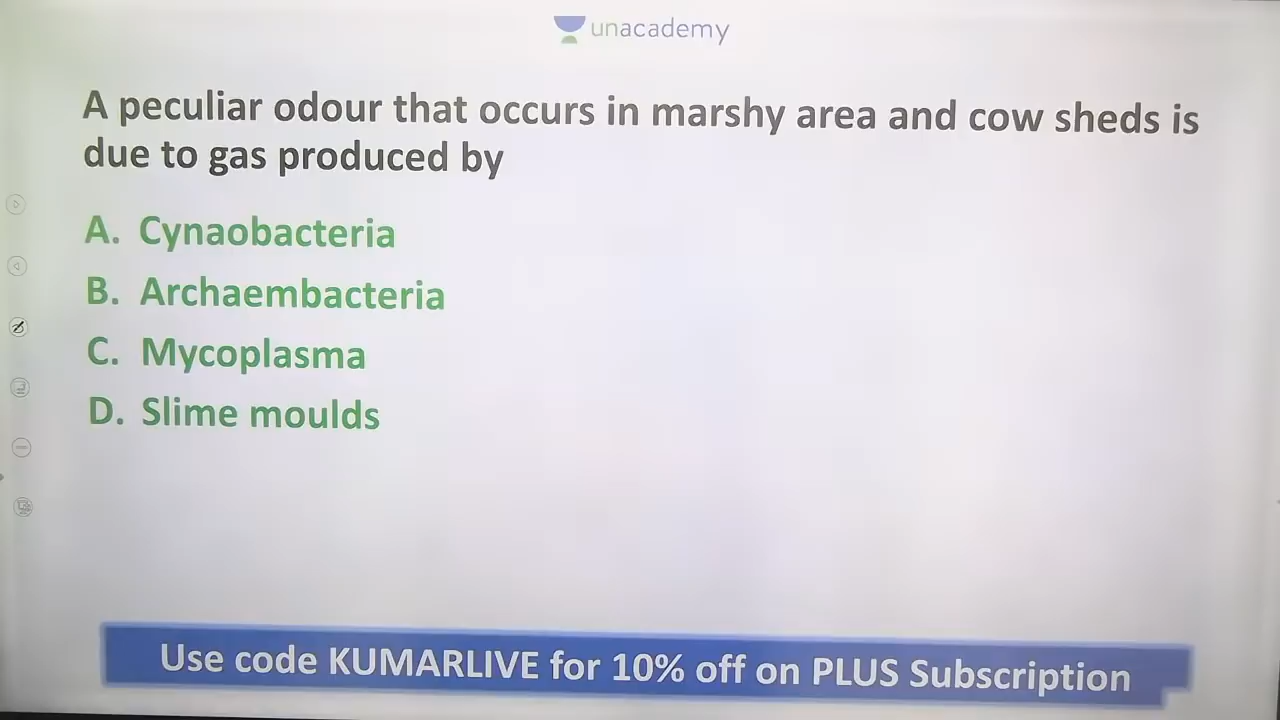 unacademy
A peculiar odour that occurs in marshy area and cow sheds is
due to gas produced by
A. Cynaobacteria
B. Archaembacteria
C. Mycoplasma
D. Slime moulds
Use code KUMARLIVE for 10% off on PLUS Subscription